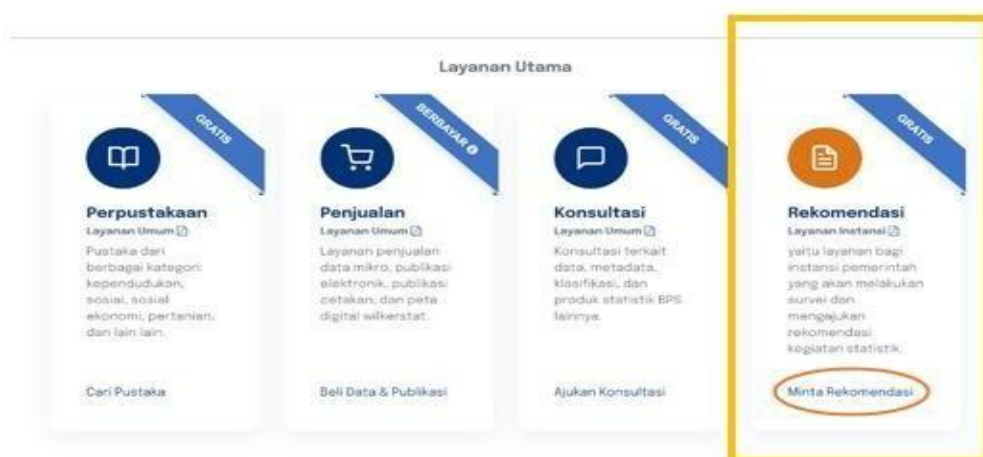 Layanan Utama
GRATIS
Perpustakaan
Layanan Umum
Pustaka dari
berbagai kategori:
kependudukan,
sosial, sosial
ekonomi, pertanian,
dan lain lain.
Cari Pustaka
BERBAYAR
Penjualan
Layanan Umum
Layanan penjualan
data mikro, publikasi
elektronik, publikasi
cetakan, dan peta
digital wilkerstat.
Beli Data & Publikasi
GRATIS
Konsultasi
Layanan Umum
Konsultasi terkait
data, metadata,
klasifikasi, dan
produk statistik BPS
lainnya.
Ajukan Konsultasi
GRATIS
Rekomendasi
Layanan Instansi
yaitu layanan bagi
instansi pemerintah
yang akan melakukan
survei dan
mengajukan
rekomendasi
kegiatan statistik.
Minta Rekomendasi